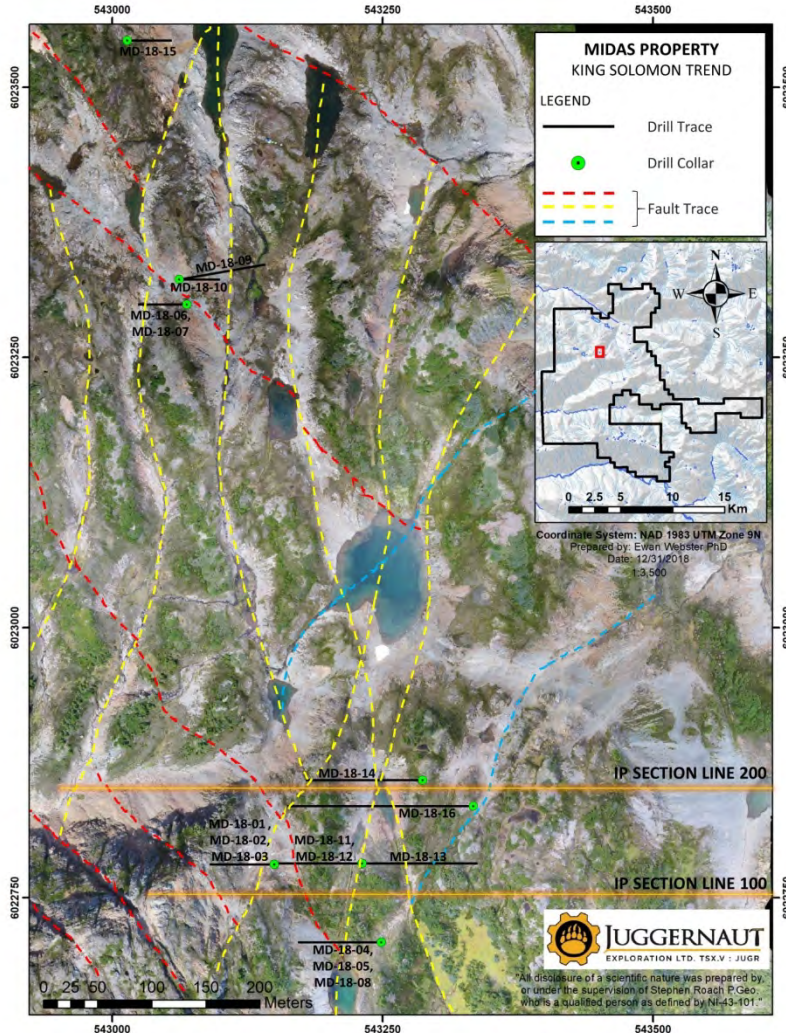 543000
543250
543500
MD-18-15
6023500
6023500
MIDAS PROPERTY
KING SOLOMON TREND
LEGEND
Drill Trace
Drill Collar
Fault Trace
MD-18-09
MD-18-10
MD-18-06,
MD-18-07
N
W
E
S
0 2.5 5 10 15
Km
6023250
6023250
Coordinate System: NAD 1983 UTM Zone 9N
Prepared by: Ewan Webster PhD
Date: 12/31/2018
1:3,500
6023000
6023000
MD-18-14
IP SECTION LINE 200
MD-18-16
MD-18-01,
MD-18-02,
MD-18-03
MD-18-11,
MD-18-12
MD-18-13
IP SECTION LINE 100
6022750
6022750
MD-18-04,
MD-18-05,
MD-18-08
JUGGERNAUT
EXPLORATION LTD. TSX.V : JUGR
"All disclosure of a scientific nature was prepared by,
or under the supervision of Stephen Roach P.Geo,
who is a qualified person as defined by NI-43-101."
0 25 50 100 150 200
Meters
543000
543250
543500